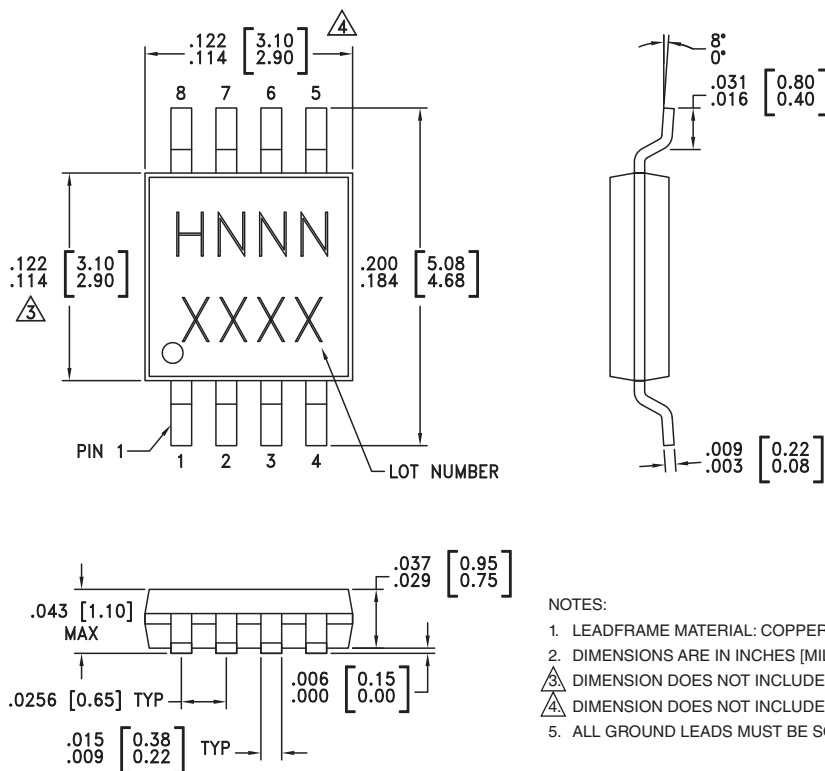 .122 [3.10]
.114 [2.90]
4
8 7 6 5
HNNN
XXXX
.122 [3.10]
.114 [2.90]
3
.200 [5.08]
.184 [4.68]
PIN 1
1 2 3 4
LOT NUMBER
8°
0°
.031 [0.80]
.016 [0.40]
.009 [0.22]
.003 [0.08]
.043 [1.10]
MAX
.037 [0.95]
.029 [0.75]
.0256 [0.65] TYP
.006 [0.15]
.000 [0.00]
.015 [0.38]
.009 [0.22]
TYP
NOTES:
1. LEADFRAME MATERIAL: COPPER
2. DIMENSIONS ARE IN INCHES [MIL
3. DIMENSION DOES NOT INCLUDE
4. DIMENSION DOES NOT INCLUDE
5. ALL GROUND LEADS MUST BE SO